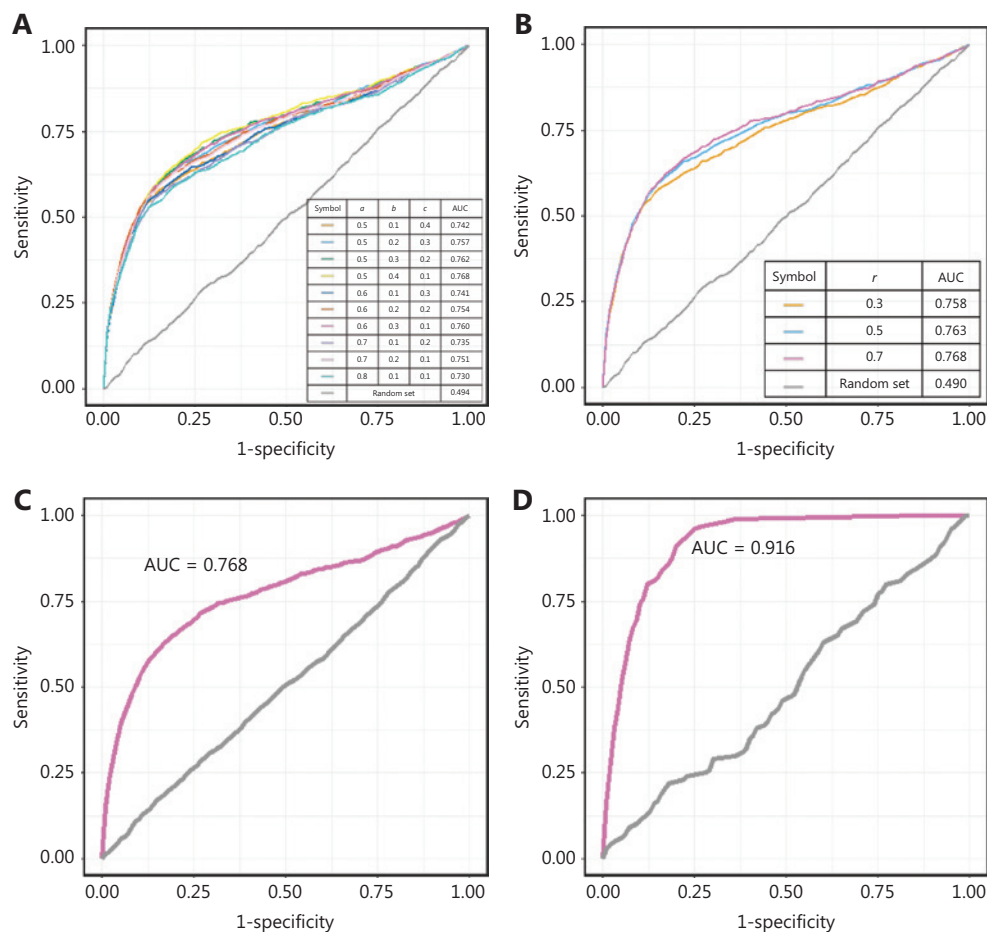 A
1.00
0.75
0.50
0.25
0.00
Sensitivity
0.00 0.25 0.50 0.75 1.00
1-specificity
Symbol a b c AUC
0.5 0.1 0.4 0.742
0.5 0.2 0.3 0.757
0.5 0.3 0.2 0.762
0.5 0.4 0.1 0.768
0.6 0.1 0.3 0.741
0.6 0.2 0.2 0.754
0.6 0.3 0.1 0.760
0.7 0.1 0.2 0.735
0.7 0.2 0.1 0.751
0.8 0.1 0.1 0.730
Random set 0.494
B
1.00
0.75
0.50
0.25
0.00
Sensitivity
0.00 0.25 0.50 0.75 1.00
1-specificity
Symbol r AUC
0.3 0.758
0.5 0.763
0.7 0.768
Random set 0.490
C
1.00
0.75
0.50
0.25
0.00
Sensitivity
AUC = 0.768
0.00 0.25 0.50 0.75 1.00
1-specificity
D
1.00
0.75
0.50
0.25
0.00
Sensitivity
AUC = 0.916
0.00 0.25 0.50 0.75 1.00
1-specificity